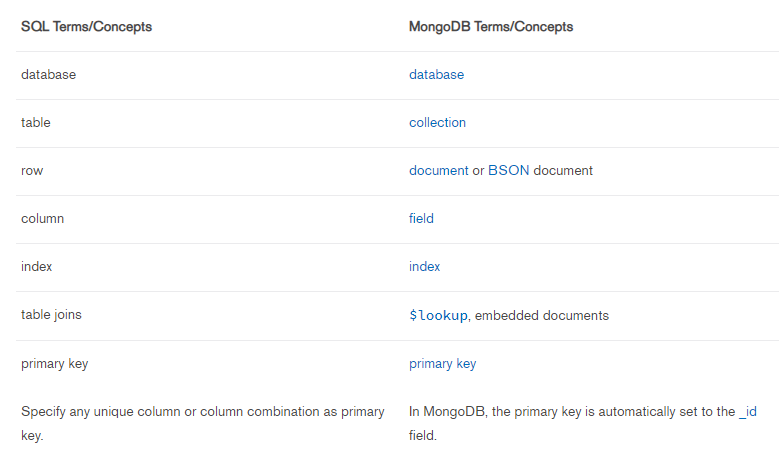 SQL Terms/Concepts MongoDB Terms/Concepts
database database
table collection
row document or BSON document
column field
index index
table joins $lookup, embedded documents
primary key primary key
Specify any unique column or column combination as primary In MongoDB, the primary key is automatically set to the _id
key. field.